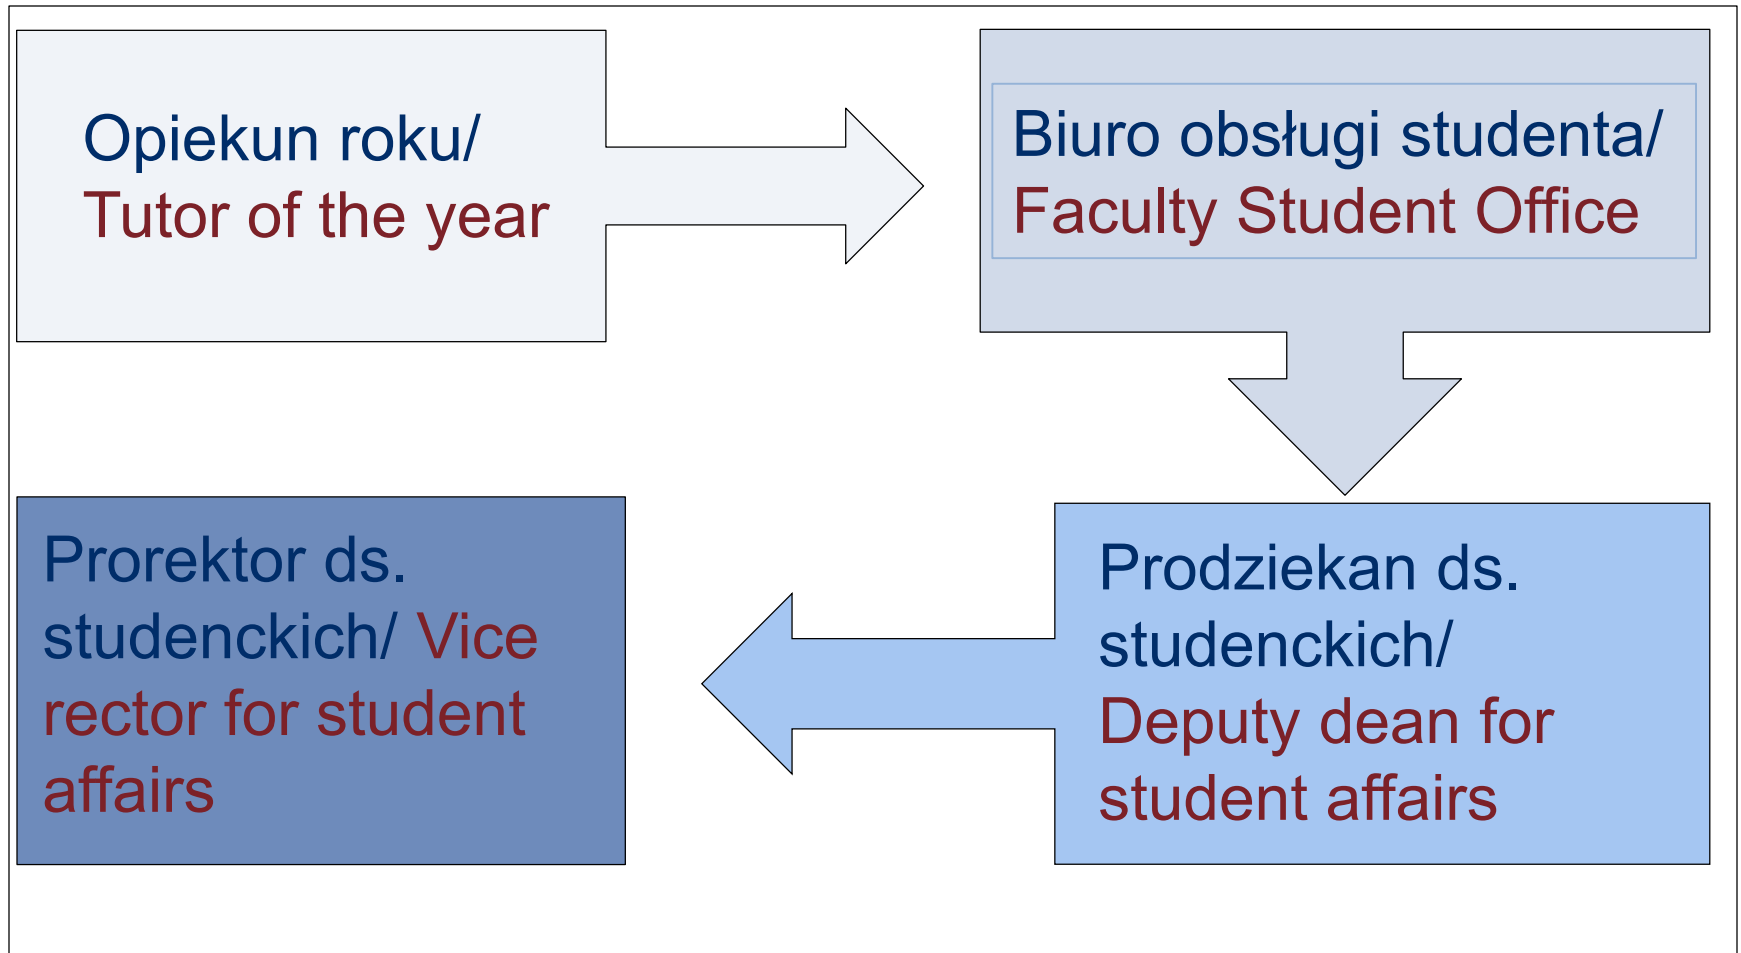 Opiekun roku/
Tutor of the year
Biuro obsługi studenta/
Faculty Student Office
Prodziekan ds.
studenckich/
Deputy dean for
student affairs
Prorektor ds.
studenckich/ Vice
rector for student
affairs